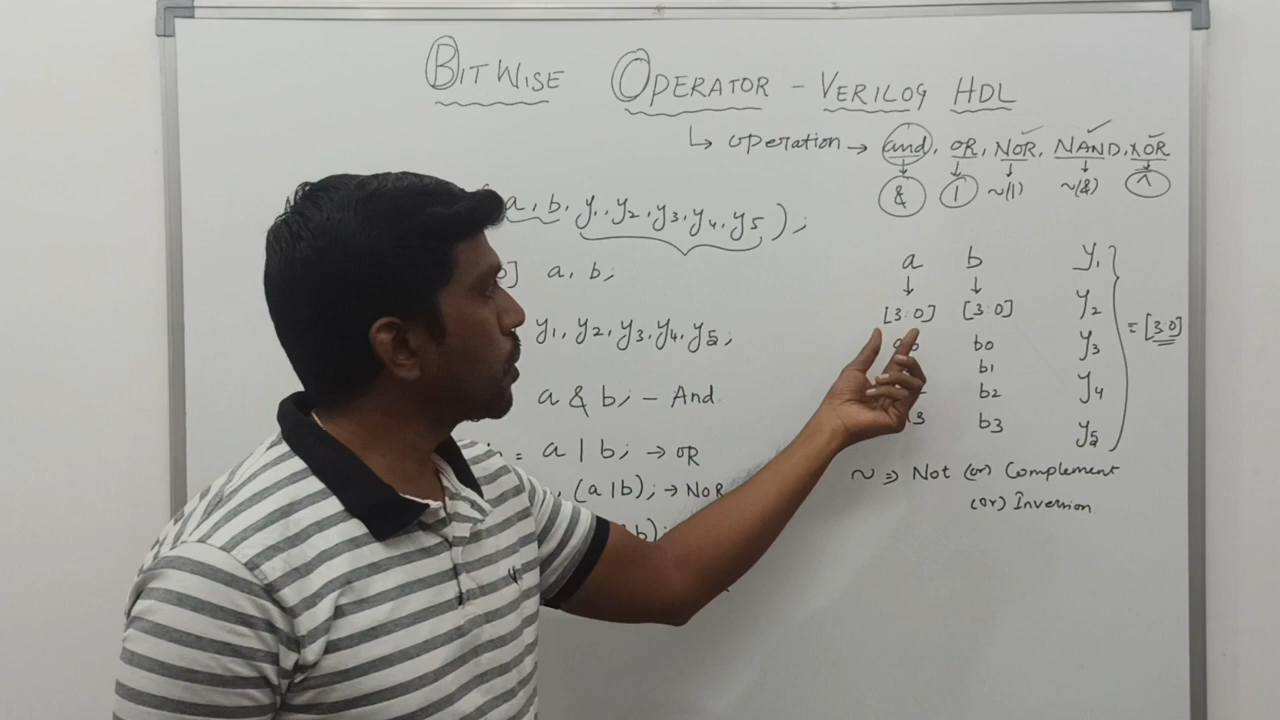 BITWISE OPERATOR - VERILOG HDL
↳ operation → and, OR, NOR, NAND, XOR
& | ~(|) ~(&) ^
a, b, y1, y2, y3, y4, y5);
] a, b;
y1, y2, y3, y4, y5;
a & b; - And
= a | b; → OR
(a|b); → NOR
b);
a b y1
[3:0] [3:0] y2
b0 y3 = [3:0]
b1
b2 y4
3 b3 y5
~ ⇒ Not (or) Complement
(or) Inversion